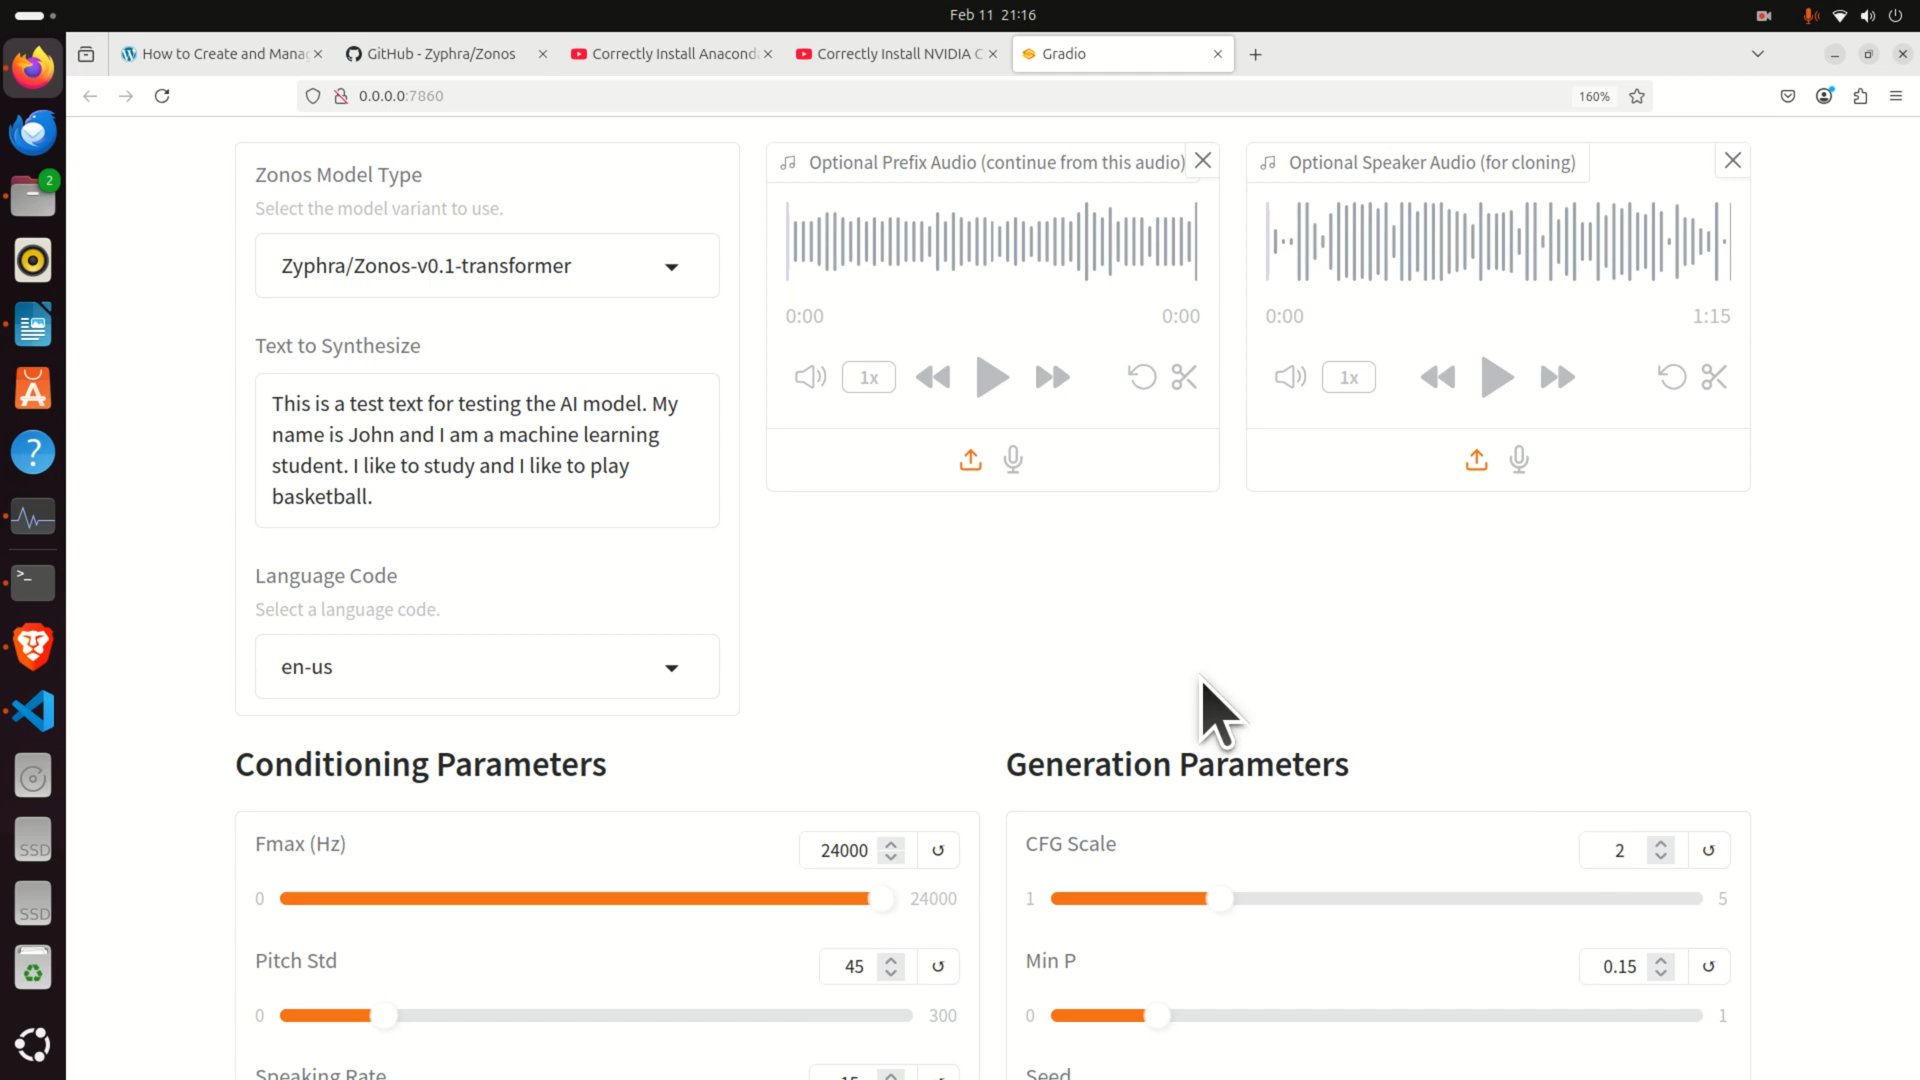 Feb 11 21:16
How to Create and Mana
GitHub - Zyphra/Zonos
Correctly Install Anacond
Correctly Install NVIDIA C
Gradio
0.0.0.0:7860
160%
2
Zonos Model Type
Select the model variant to use.
Zyphra/Zonos-v0.1-transformer
Text to Synthesize
This is a test text for testing the AI model. My
name is John and I am a machine learning
student. I like to study and I like to play
basketball.
Language Code
Select a language code.
en-us
Optional Prefix Audio (continue from this audio)
0:00
0:00
1x
Optional Speaker Audio (for cloning)
0:00
1:15
1x
Conditioning Parameters
Fmax (Hz)
24000
0
24000
Pitch Std
45
0
300
Speaking Rate
15
Generation Parameters
CFG Scale
2
1
5
Min P
0.15
0
1
Seed
SSD
SSD